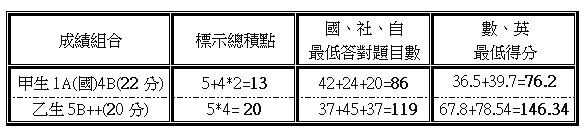 成績組合 標示總積點 國、社、自 數、英
最低答對題目數 最低得分
甲生 1A(國)4B(22 分) 5+4*2=13 42+24+20=86 36.5+39.7=76.2
乙生 5B++(20 分) 5*4= 20 37+45+37=119 67.8+78.54=146.34